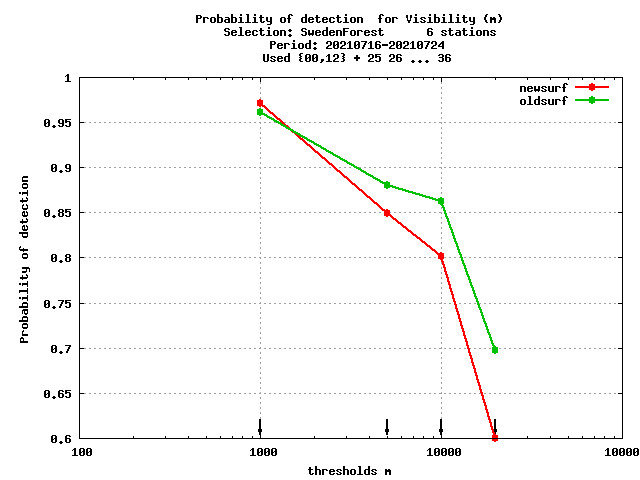 Probability of detection  for Visibility (m)
Selection: SwedenForest      6 stations
Period: 20210716-20210724
Used {00,12} + 25 26 ... 36
newsurf
oldsurf
1
0.95
0.9
0.85
0.8
0.75
0.7
0.65
0.6
Probability of detection
100
1000
10000
10000
thresholds m